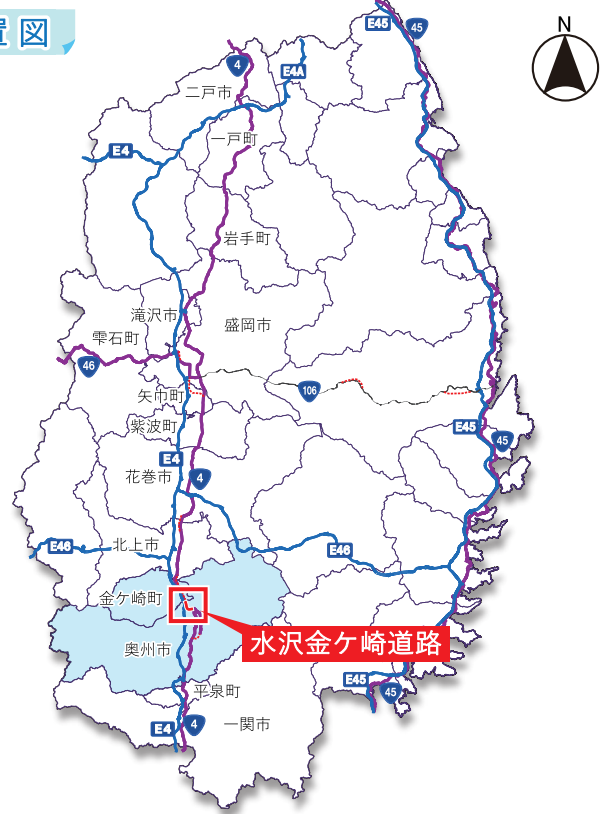 置図
N
E45
45
4
E4A
二戸市
一戸町
E4
岩手町
滝沢市
雫石町
盛岡市
46
矢巾町
106
紫波町
E45
45
E4
花巻市
4
北上市
E46
E46
金ケ崎町
水沢金ケ崎道路
奥州市
E45
45
平泉町
E4
4
一関市